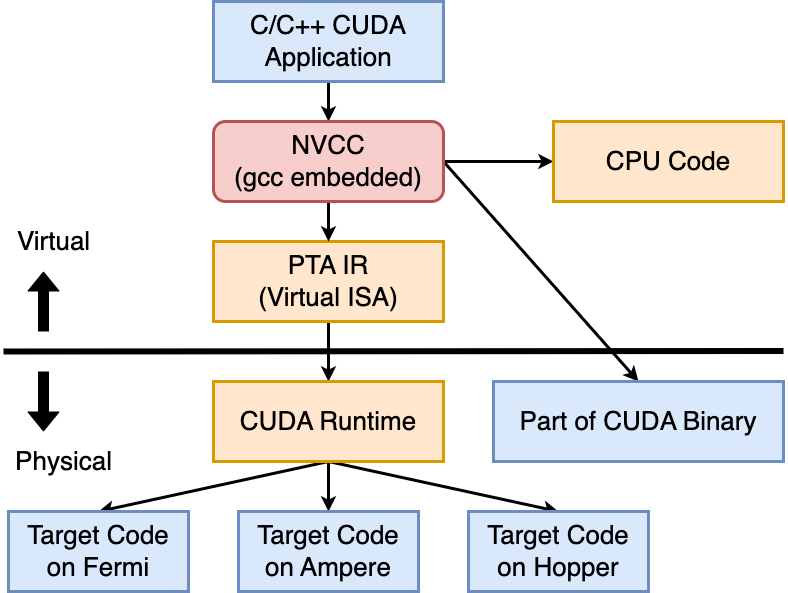 C/C++ CUDA
Application
NVCC
(gcc embedded)
CPU Code
Virtual
PTA IR
(Virtual ISA)
CUDA Runtime
Part of CUDA Binary
Physical
Target Code
on Fermi
Target Code
on Ampere
Target Code
on Hopper